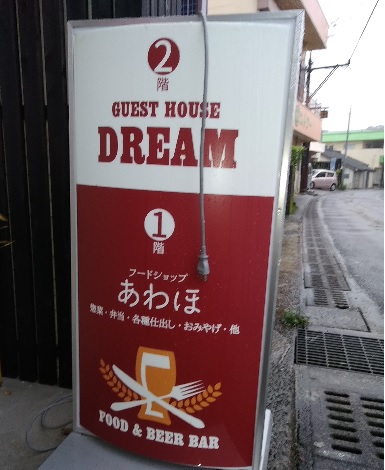 2
階
GUEST HOUSE
DREAM
1
階
フードショップ
あわほ
惣菜・弁当・各種仕出し・おみやげ・他
FOOD & BEER BAR